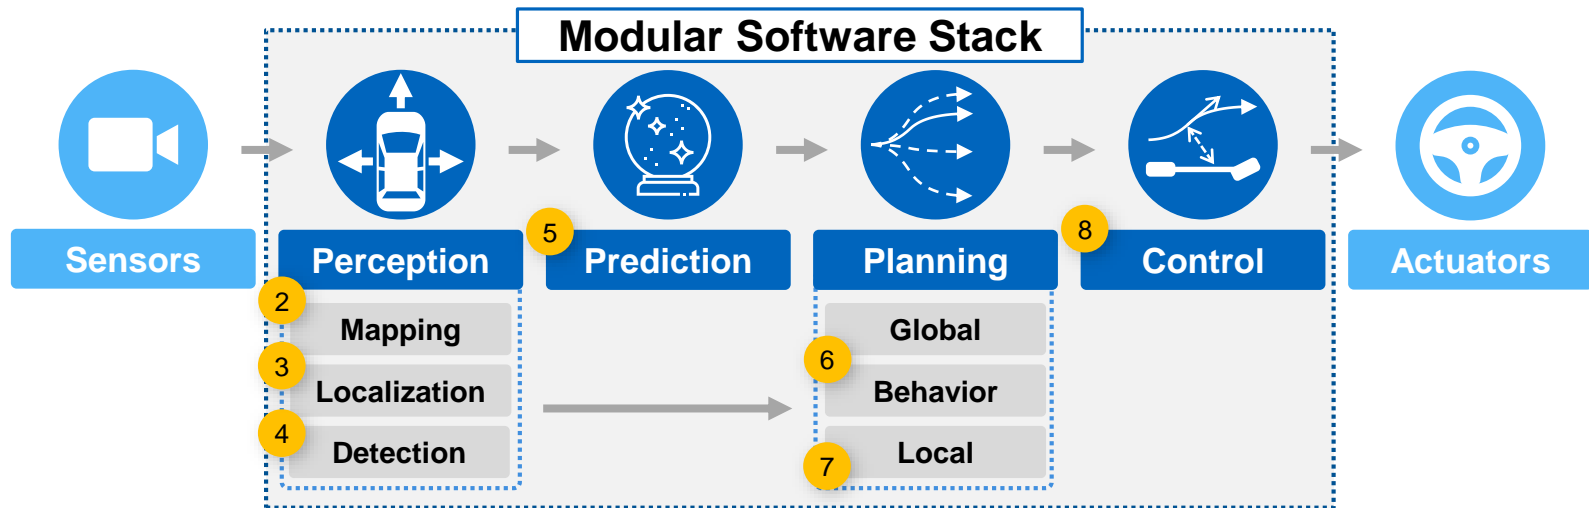 Modular Software Stack
Sensors
Perception
5
Prediction
Planning
8
Control
Actuators
2
Mapping
3
Localization
4
Detection
Global
6
Behavior
7
Local